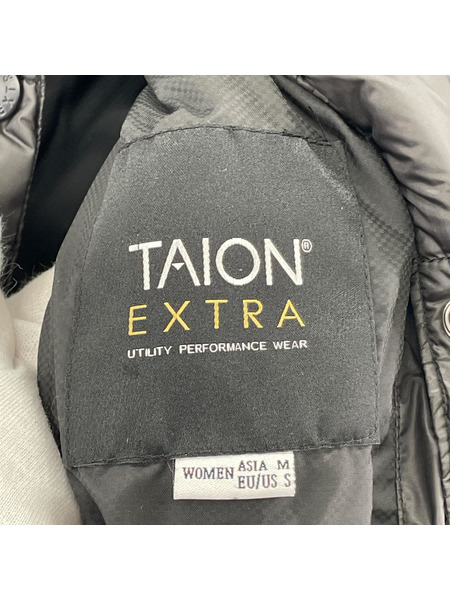 TAION®
EXTRA
UTILITY PERFORMANCE WEAR
WOMEN ASIA M
EU/US S